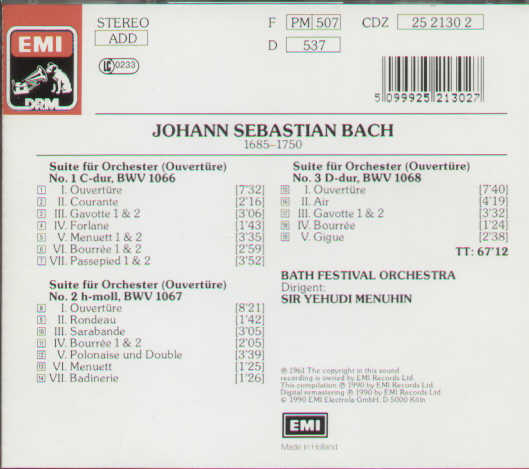 EMI
DRM
STEREO
ADD
LC 0233
F PM 507 CDZ 25 2130 2
D 537
5 099925 213027
JOHANN SEBASTIAN BACH
1685–1750
Suite für Orchester (Ouvertüre)
No. 1 C-dur, BWV 1066
1 I. Ouvertüre [7'32]
2 II. Courante [2'16]
3 III. Gavotte 1 & 2 [3'06]
4 IV. Forlane [1'43]
5 V. Menuett 1 & 2 [3'35]
6 VI. Bourrée 1 & 2 [2'59]
7 VII. Passepied 1 & 2 [3'52]
Suite für Orchester (Ouvertüre)
No. 2 h-moll, BWV 1067
8 I. Ouvertüre [8'21]
9 II. Rondeau [1'42]
10 III. Sarabande [3'05]
11 IV. Bourrée 1 & 2 [2'05]
12 V. Polonaise und Double [3'39]
13 VI. Menuett [1'25]
14 VII. Badinerie [1'26]
Suite für Orchester (Ouvertüre)
No. 3 D-dur, BWV 1068
15 I. Ouvertüre [7'40]
16 II. Air [4'19]
17 III. Gavotte 1 & 2 [3'32]
18 IV. Bourrée [1'24]
19 V. Gigue [2'38]
TT: 67'12
BATH FESTIVAL ORCHESTRA
Dirigent:
SIR YEHUDI MENUHIN
℗ 1961 The copyright in this sound
recording is owned by EMI Records Ltd.
This compilation ℗ 1990 by EMI Records Ltd.
Digital remastering ℗ 1990 by EMI Records Ltd.
© 1990 EMI Electrola GmbH, D 5000 Köln
EMI
Made in Holland